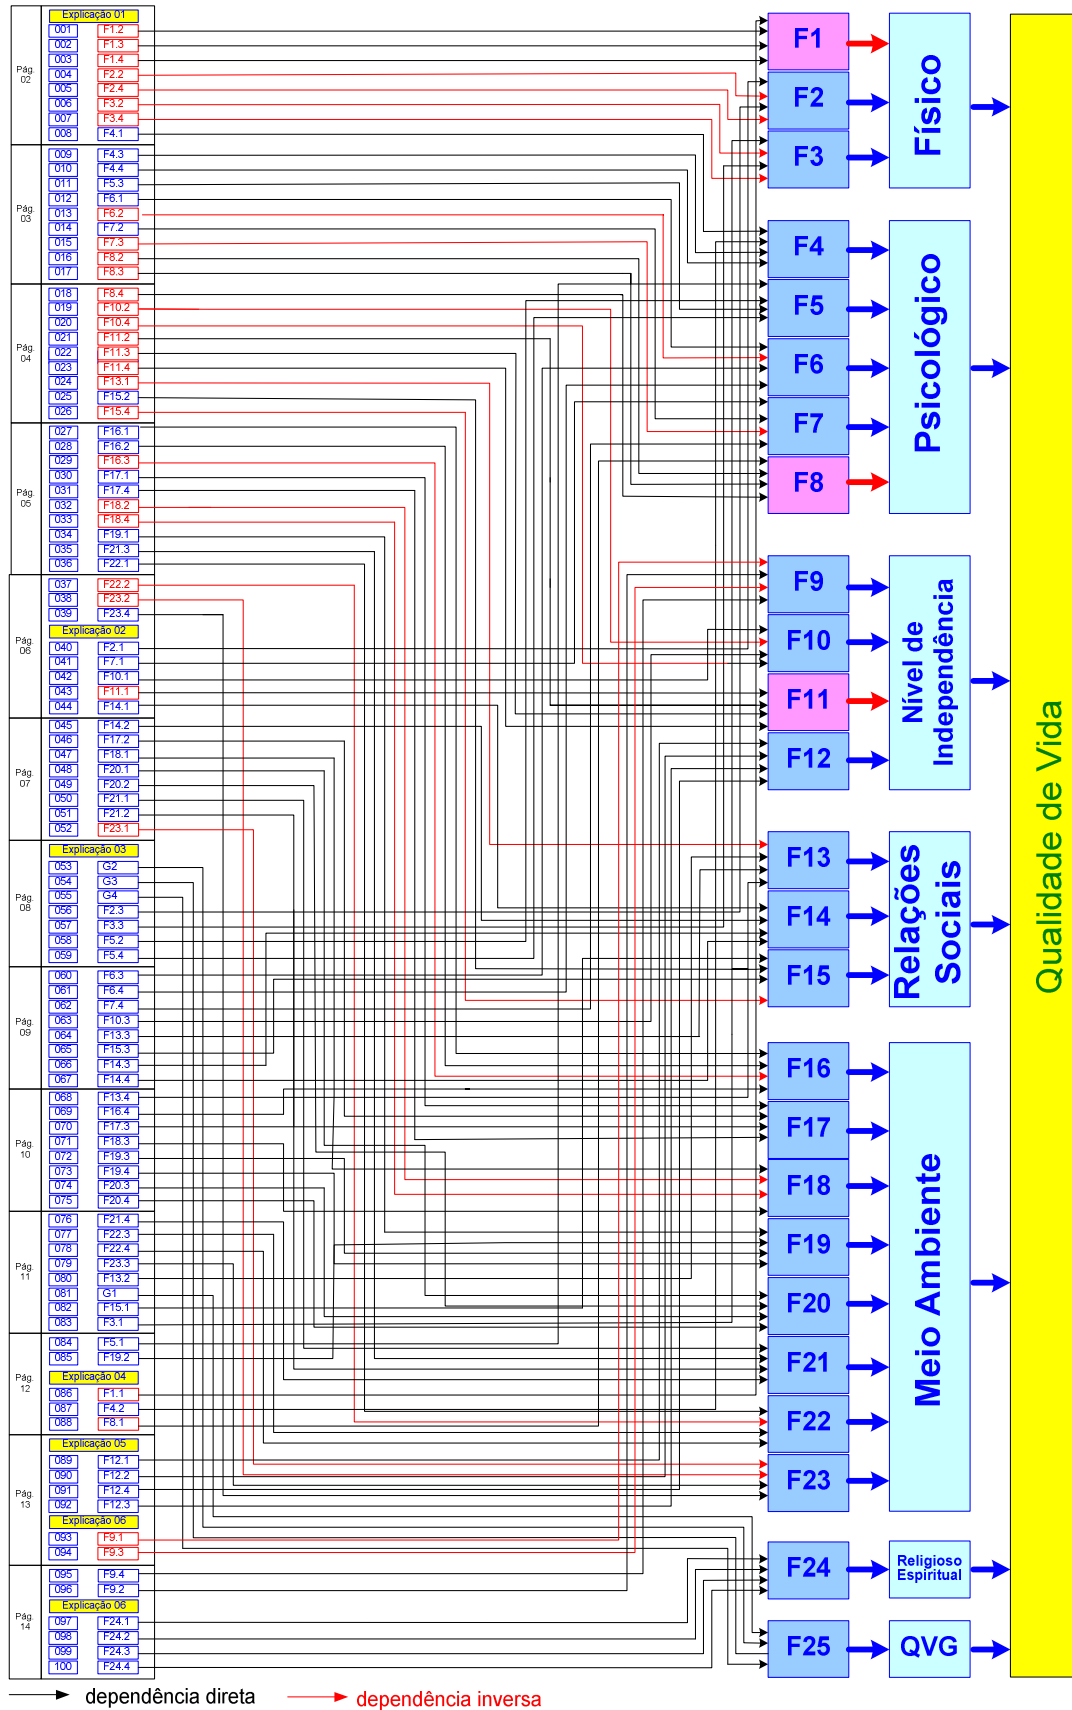 Explicação 01
Pág. 02
001 F1.2
002 F1.3
003 F1.4
004 F2.2
005 F2.4
006 F3.2
007 F3.4
008 F4.1
Pág. 03
009 F4.3
010 F4.4
011 F5.3
012 F6.1
013 F6.2
014 F7.2
015 F7.3
016 F8.2
017 F8.3
Pág. 04
018 F8.4
019 F10.2
020 F10.4
021 F11.2
022 F11.3
023 F11.4
024 F13.1
025 F15.2
026 F15.4
Pág. 05
027 F16.1
028 F16.2
029 F16.3
030 F17.1
031 F17.4
032 F18.2
033 F18.4
034 F19.1
035 F21.3
036 F22.1
Pág. 06
037 F22.2
038 F23.2
039 F23.4
Explicação 02
040 F2.1
041 F7.1
042 F10.1
043 F11.1
044 F14.1
Pág. 07
045 F14.2
046 F17.2
047 F18.1
048 F20.1
049 F20.2
050 F21.1
051 F21.2
052 F23.1
Pág. 08
Explicação 03
053 G2
054 G3
055 G4
056 F2.3
057 F3.3
058 F5.2
059 F5.4
Pág. 09
060 F6.3
061 F6.4
062 F7.4
063 F10.3
064 F13.3
065 F15.3
066 F14.3
067 F14.4
Pág. 10
068 F13.4
069 F16.4
070 F17.3
071 F18.3
072 F19.3
073 F19.4
074 F20.3
075 F20.4
Pág. 11
076 F21.4
077 F22.3
078 F22.4
079 F23.3
080 F13.2
081 G1
082 F15.1
083 F3.1
Pág. 12
084 F5.1
085 F19.2
Explicação 04
086 F1.1
087 F4.2
088 F8.1
Pág. 13
Explicação 05
089 F12.1
090 F12.2
091 F12.4
092 F12.3
Explicação 06
093 F9.1
094 F9.3
Pág. 14
095 F9.4
096 F9.2
Explicação 06
097 F24.1
098 F24.2
099 F24.3
100 F24.4
F1
F2
F3
Físico
F4
F5
F6
F7
F8
Psicológico
F9
F10
F11
F12
Nível de
Independência
F13
F14
F15
Relações
Sociais
F16
F17
F18
F19
F20
F21
F22
F23
Meio Ambiente
F24
Religioso
Espiritual
F25
QVG
Qualidade de Vida
dependência direta
dependência inversa